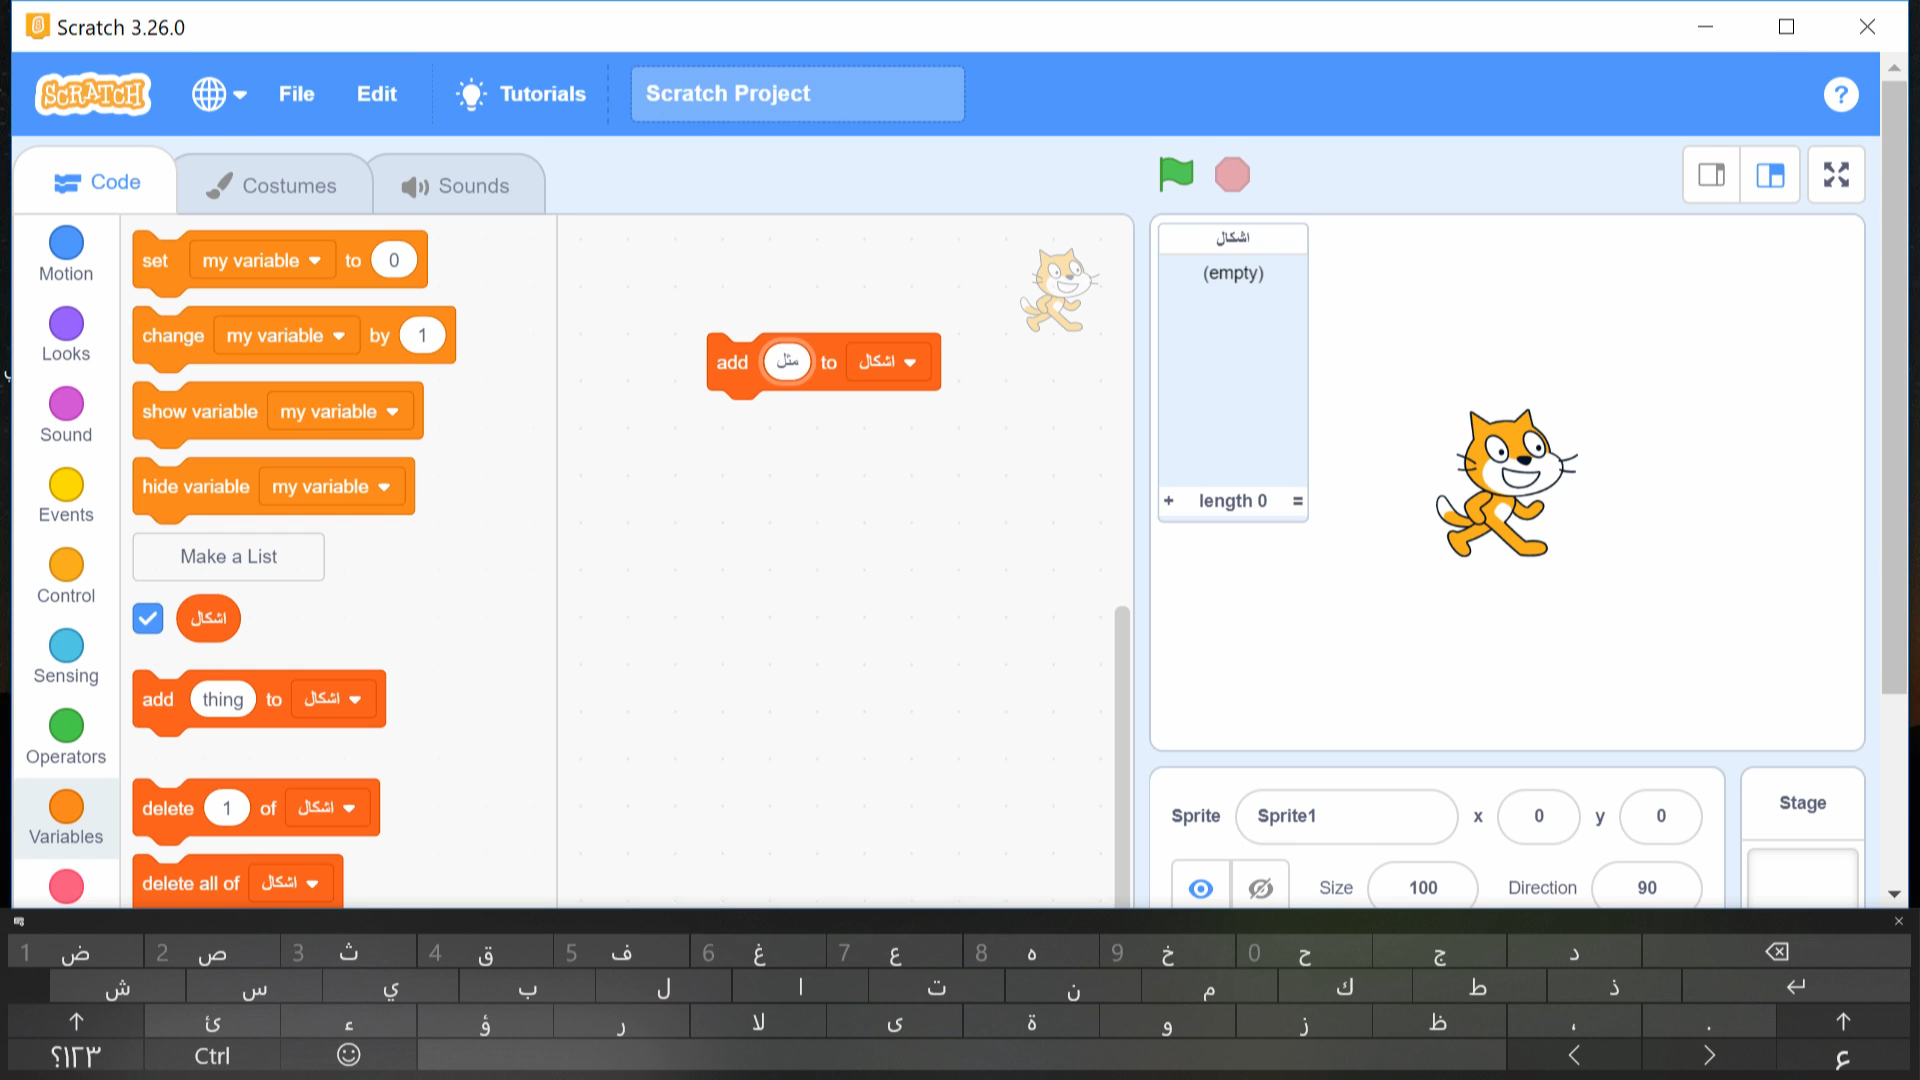 Scratch 3.26.0
SCRATCH
File
Edit
Tutorials
Scratch Project
?
Code
Costumes
Sounds
Motion
Looks
Sound
Events
Control
Sensing
Operators
Variables
set my variable to 0
change my variable by 1
show variable my variable
hide variable my variable
Make a List
اشكال
add thing to اشكال
delete 1 of اشكال
delete all of اشكال
add مثل to اشكال
اشكال
(empty)
+ length 0 =
Sprite Sprite1 x 0 y 0
Size 100 Direction 90
Stage
1 ض 2 ص 3 ث 4 ق 5 ف 6 غ 7 ع 8 ه 9 خ 0 ح ج د
ش س ي ب ل ا ت ن م ك ط ذ
ئ ء ؤ ر لا ى ة و ز ظ ، .
؟١٢٣ Ctrl ع